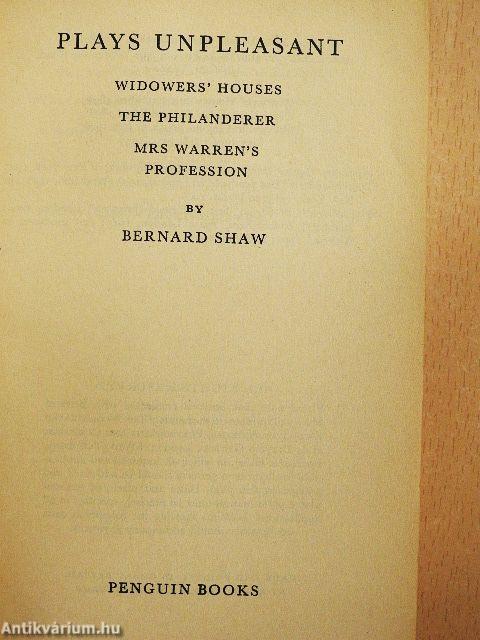 PLAYS UNPLEASANT
WIDOWERS' HOUSES
THE PHILANDERER
MRS WARREN'S
PROFESSION
BY
BERNARD SHAW
PENGUIN BOOKS
Antikvárium.hu